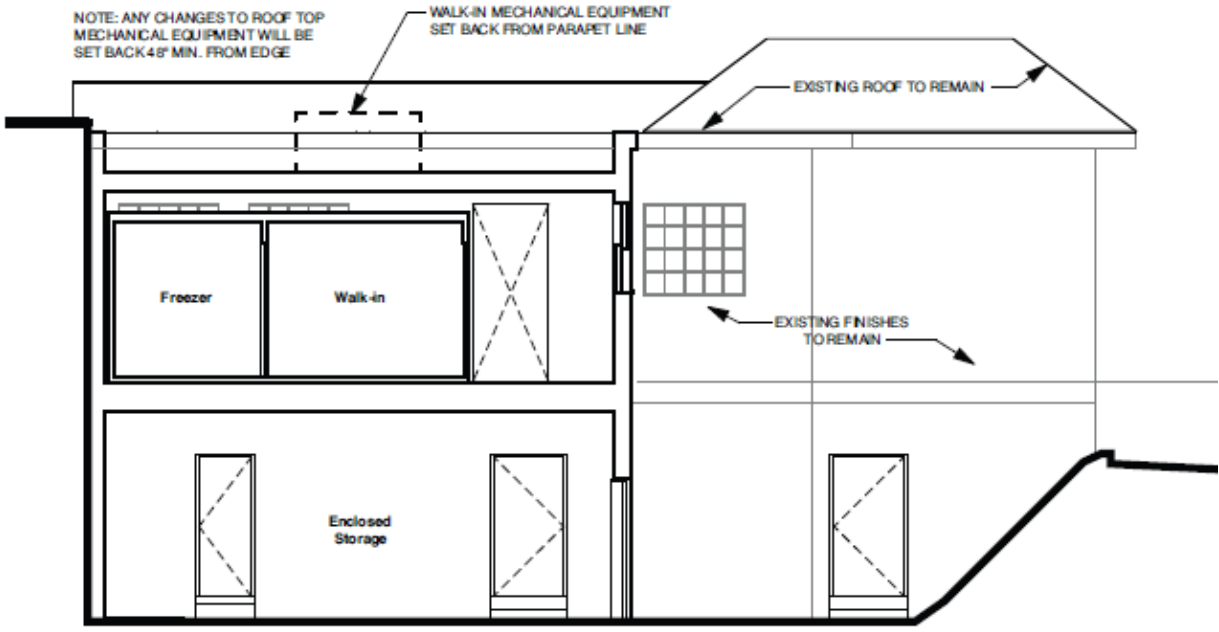 NOTE: ANY CHANGES TO ROOF TOP
MECHANICAL EQUIPMENT WILL BE
SET BACK 48" MIN. FROM EDGE
WALK-IN MECHANICAL EQUIPMENT
SET BACK FROM PARAPET LINE
EXISTING ROOF TO REMAIN
Freezer
Walk-in
EXISTING FINISHES
TO REMAIN
Enclosed
Storage